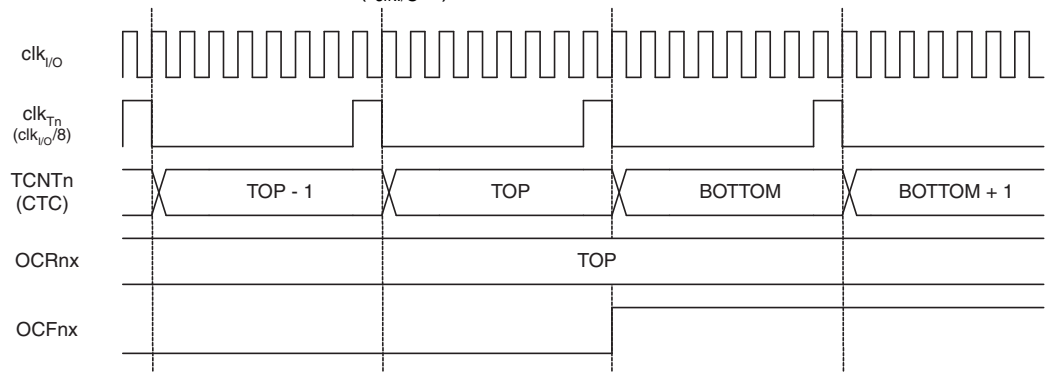 clkI/O
clkTn
(clkI/O/8)
TCNTn
(CTC)
TOP - 1
TOP
BOTTOM
BOTTOM + 1
OCRnx
TOP
OCFnx